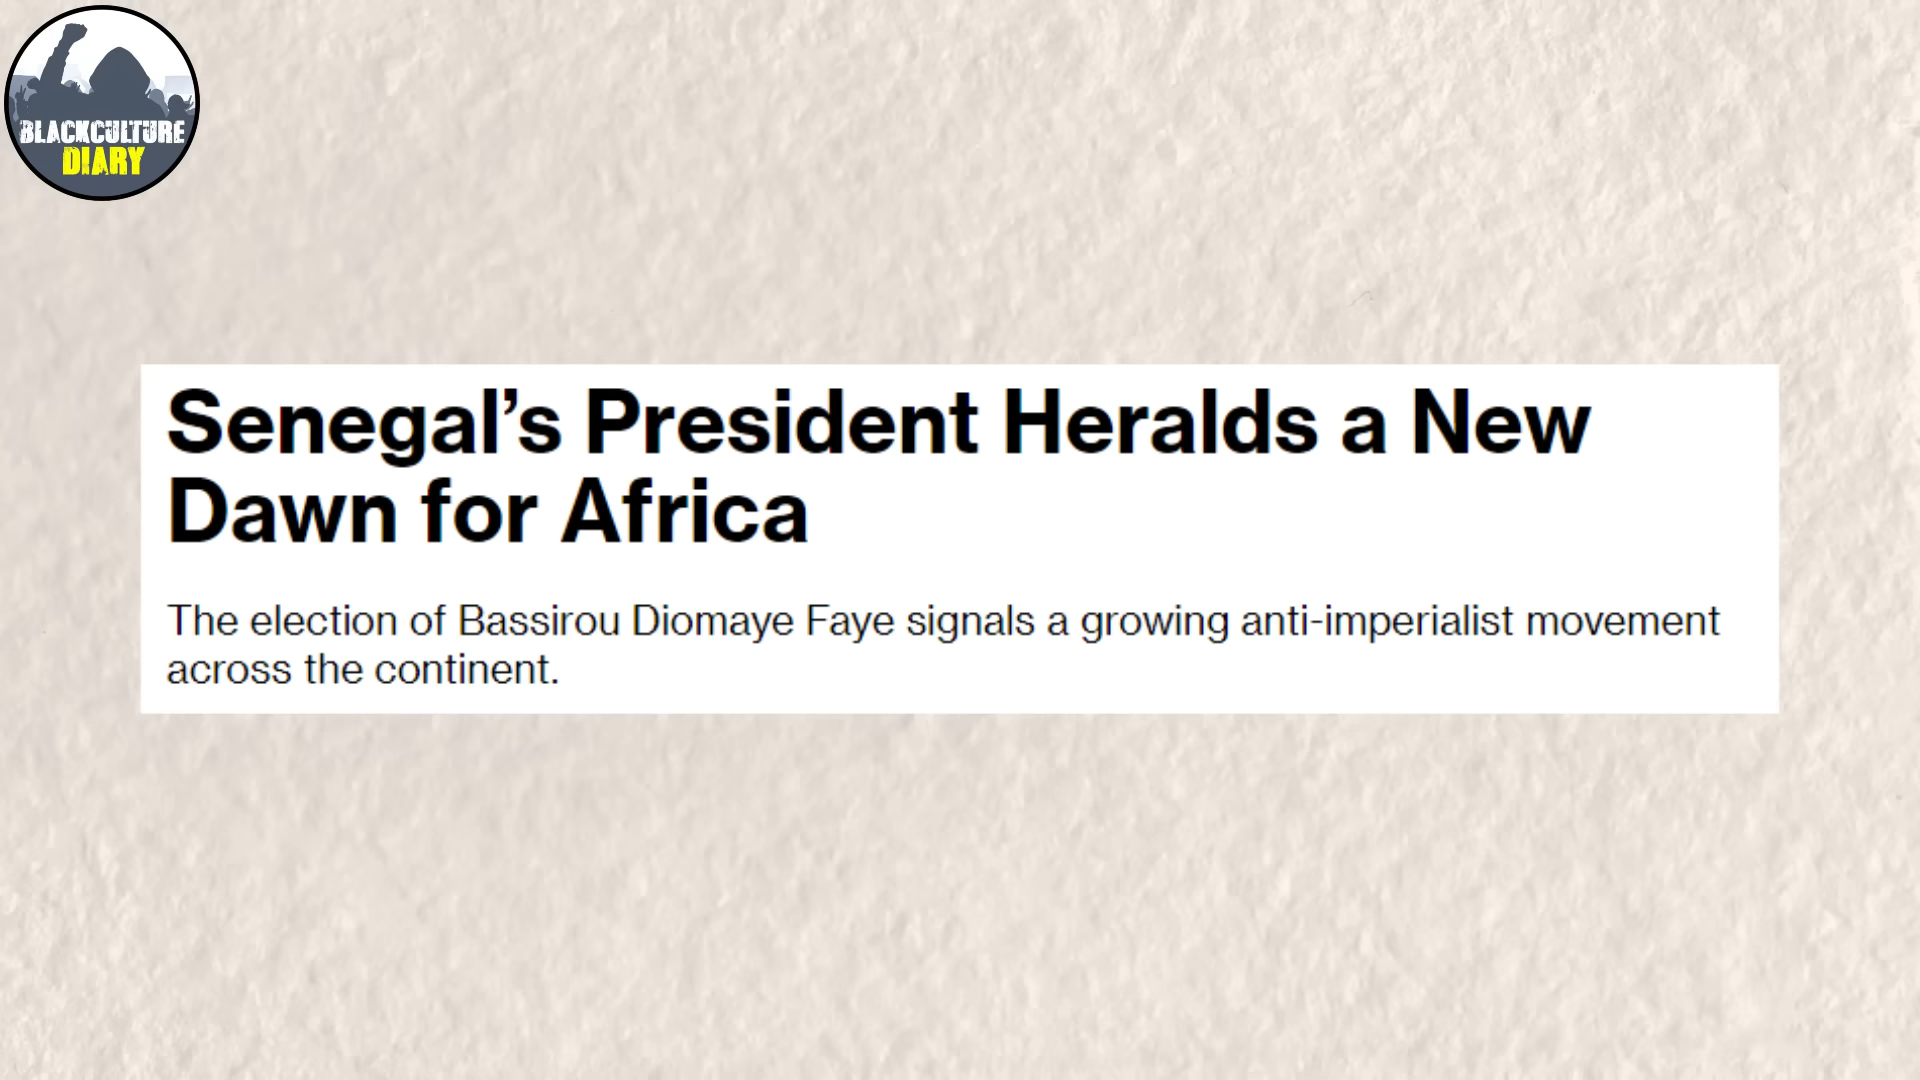 BLACKCULTURE
DIARY
Senegal’s President Heralds a New
Dawn for Africa
The election of Bassirou Diomaye Faye signals a growing anti-imperialist movement
across the continent.